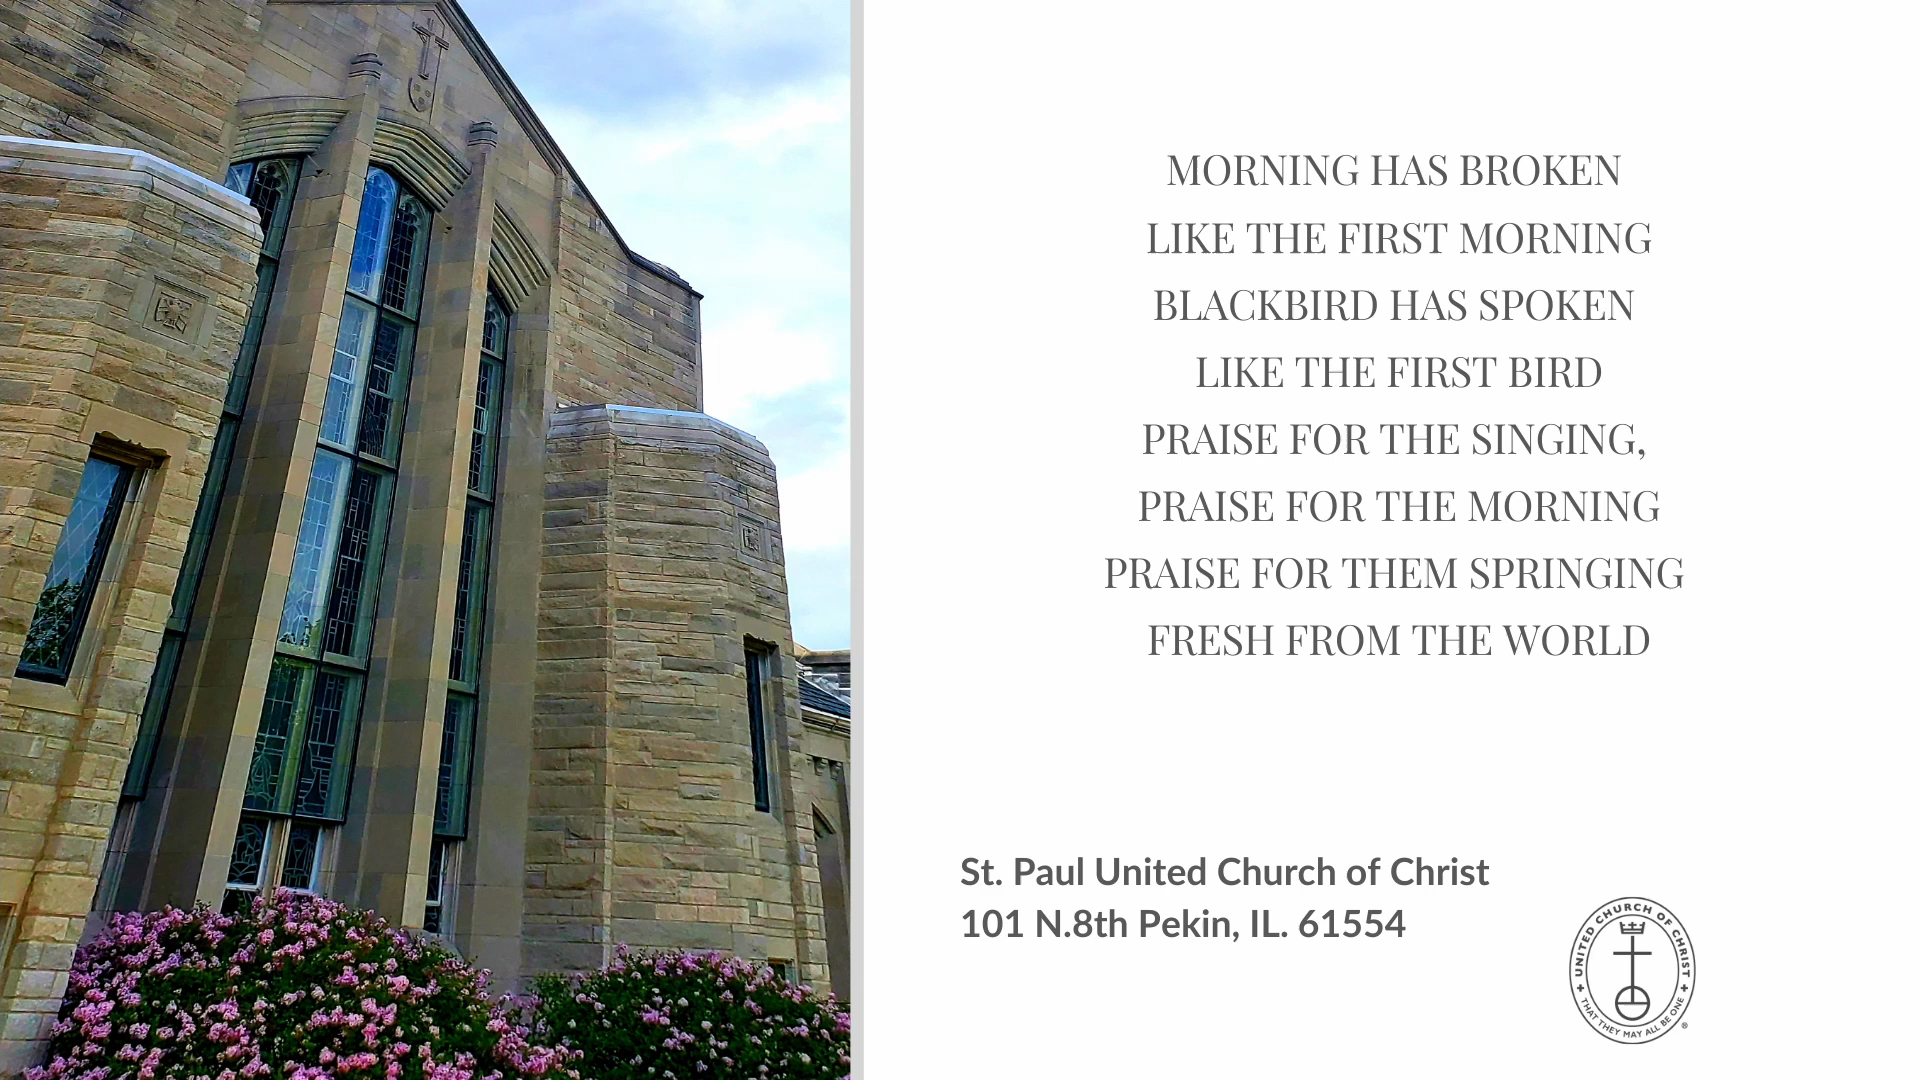 MORNING HAS BROKEN
LIKE THE FIRST MORNING
BLACKBIRD HAS SPOKEN
LIKE THE FIRST BIRD
PRAISE FOR THE SINGING,
PRAISE FOR THE MORNING
PRAISE FOR THEM SPRINGING
FRESH FROM THE WORLD
St. Paul United Church of Christ
101 N.8th Pekin, IL. 61554
UNITED CHURCH OF CHRIST
THAT THEY MAY ALL BE ONE
®